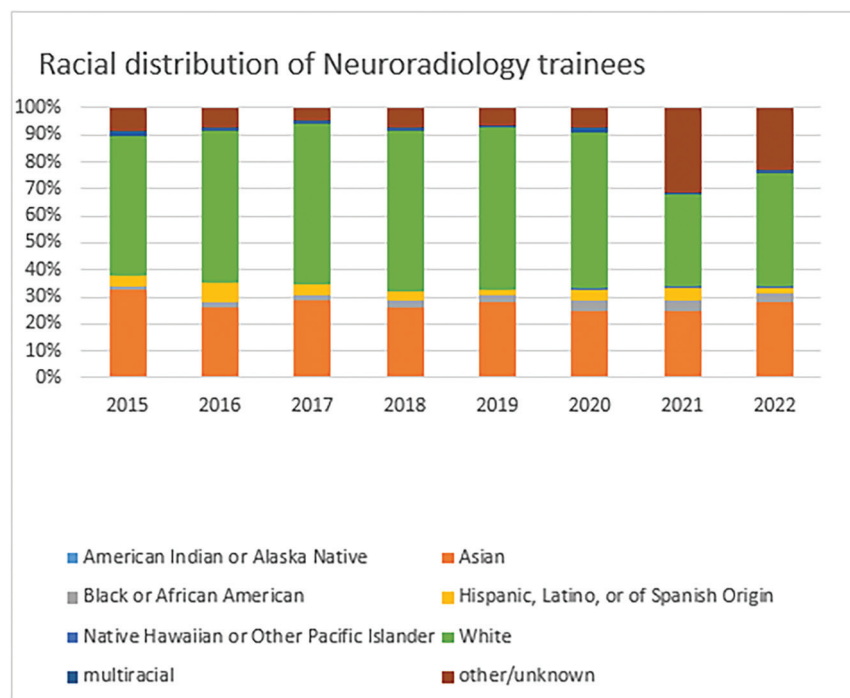 Racial distribution of Neuroradiology trainees
100%
90%
80%
70%
60%
50%
40%
30%
20%
10%
0%
2015 2016 2017 2018 2019 2020 2021 2022
American Indian or Alaska Native Asian
Black or African American Hispanic, Latino, or of Spanish Origin
Native Hawaiian or Other Pacific Islander White
multiracial other/unknown